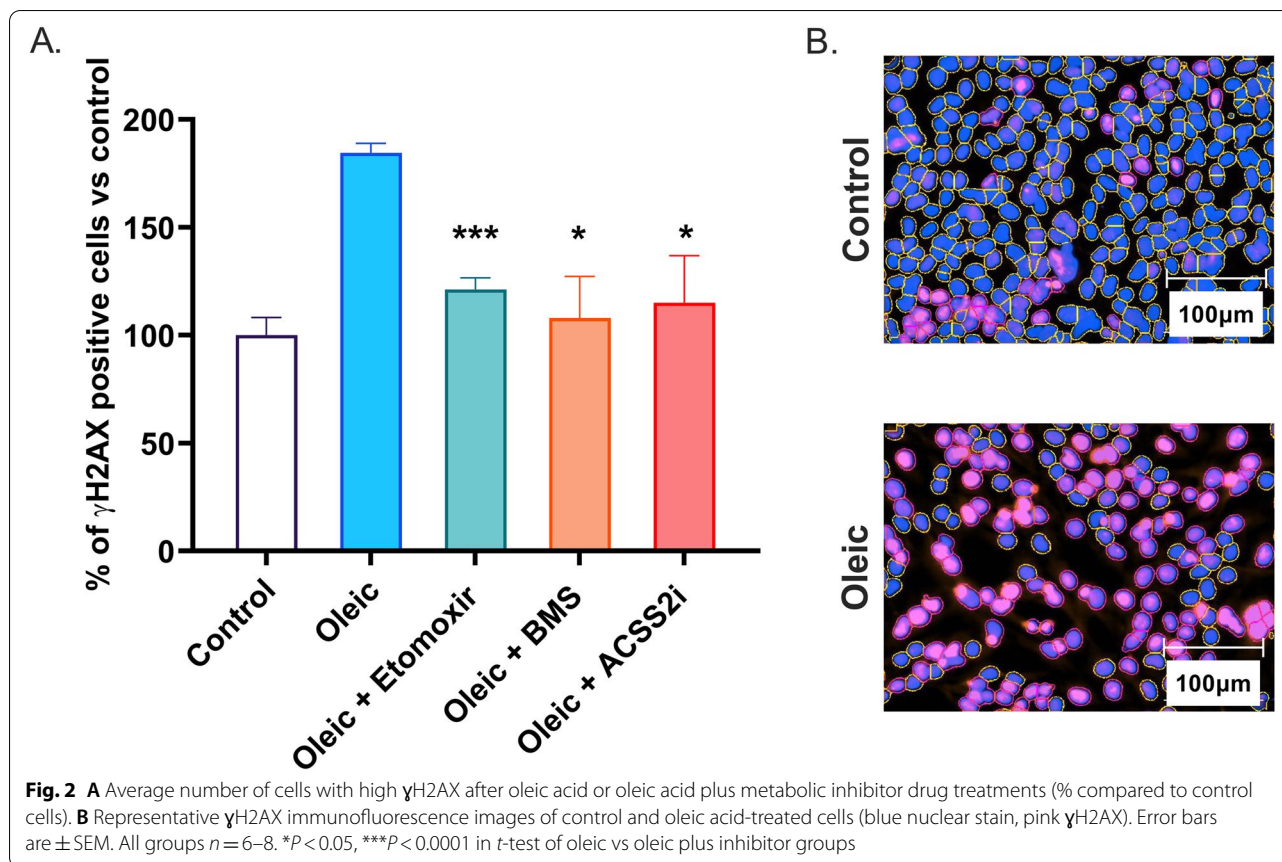 A.
% of γH2AX positive cells vs control
200
150
100
50
0
***
*
*
Control
Oleic
Oleic + Etomoxir
Oleic + BMS
Oleic + ACSS2i
B.
Control
100μm
Oleic
100μm
Fig. 2 A Average number of cells with high ɣH2AX after oleic acid or oleic acid plus metabolic inhibitor drug treatments (% compared to control
cells). B Representative ɣH2AX immunofluorescence images of control and oleic acid-treated cells (blue nuclear stain, pink ɣH2AX). Error bars
are ± SEM. All groups n = 6–8. *P < 0.05, ***P < 0.0001 in t-test of oleic vs oleic plus inhibitor groups